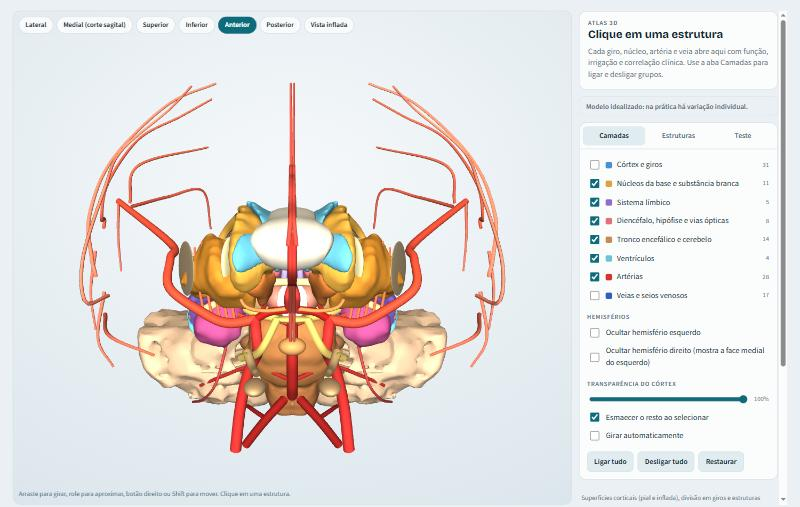 Lateral
Medial (corte sagital)
Superior
Inferior
Anterior
Posterior
Vista inflada
Arraste para girar, role para aproximar, botão direito ou Shift para mover. Clique em uma estrutura.
ATLAS 3D
Clique em uma estrutura
Cada giro, núcleo, artéria e veia abre aqui com função,
irrigação e correlação clínica. Use a aba Camadas para
ligar e desligar grupos.
Modelo idealizado: na prática há variação individual.
Camadas
Estruturas
Teste
Córtex e giros 31
Núcleos da base e substância branca 11
Sistema límbico 5
Diencéfalo, hipófise e vias ópticas 8
Tronco encefálico e cerebelo 14
Ventrículos 4
Artérias 28
Veias e seios venosos 17
HEMISFÉRIOS
Ocultar hemisfério esquerdo
Ocultar hemisfério direito (mostra a face medial
do esquerdo)
TRANSPARÊNCIA DO CÓRTEX
100%
Esmaecer o resto ao selecionar
Girar automaticamente
Ligar tudo
Desligar tudo
Restaurar
Superfícies corticais (pial e inflada), divisão em giros e estruturas